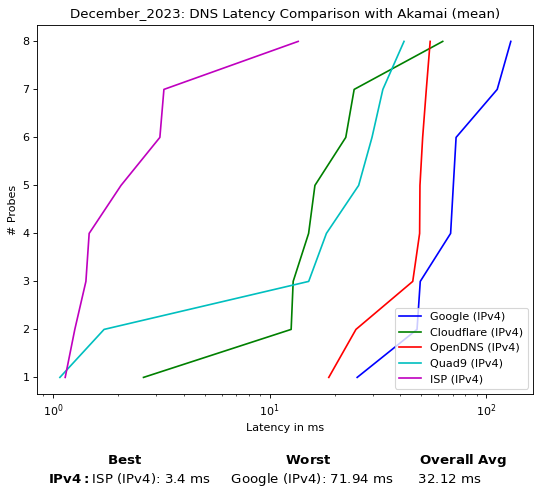 December_2023: DNS Latency Comparison with Akamai (mean)
8
7
6
5
4
3
2
1
# Probes
Google (IPv4)
Cloudflare (IPv4)
OpenDNS (IPv4)
Quad9 (IPv4)
ISP (IPv4)
10⁰ 10¹ 10²
Latency in ms
Best Worst Overall Avg
IPv4: ISP (IPv4): 3.4 ms Google (IPv4): 71.94 ms 32.12 ms